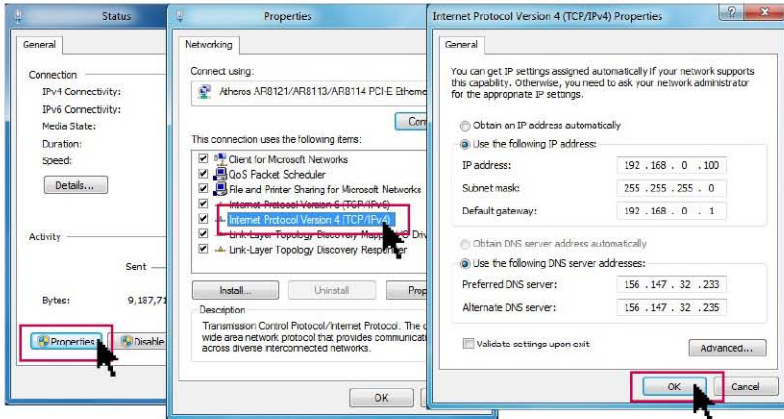 Status
General
Connection
IPv4 Connectivity:
IPv6 Connectivity:
Media State:
Duration:
Speed:
Details...
Activity
Sent
Bytes: 9,187,71
Properties
Disable
Properties
Networking
Connect using:
Atheros AR8121/AR8113/AR8114 PCI-E Etheme
This connection uses the following items:
Client for Microsoft Networks
QoS Packet Scheduler
File and Printer Sharing for Microsoft Networks
Internet Protocol Version 6 (TCP/IPv6)
Internet Protocol Version 4 (TCP/IPv4)
Link-Layer Topology Discovery Mapper I/O Driv
Link-Layer Topology Discovery Responder
Install...
Uninstall
Prop
Description
Transmission Control Protocol/Internet Protocol. The
wide area network protocol that provides communicati
across diverse interconnected networks.
OK
Internet Protocol Version 4 (TCP/IPv4) Properties
General
You can get IP settings assigned automatically if your network supports
this capability. Otherwise, you need to ask your network administrator
for the appropriate IP settings.
Obtain an IP address automatically
Use the following IP address:
IP address: 192 . 168 . 0 . 100
Subnet mask: 255 . 255 . 255 . 0
Default gateway: 192 . 168 . 0 . 1
Obtain DNS server address automatically
Use the following DNS server addresses:
Preferred DNS server: 156 . 147 . 32 . 233
Alternate DNS server: 156 . 147 . 32 . 235
Validate settings upon exit
Advanced...
OK
Cancel